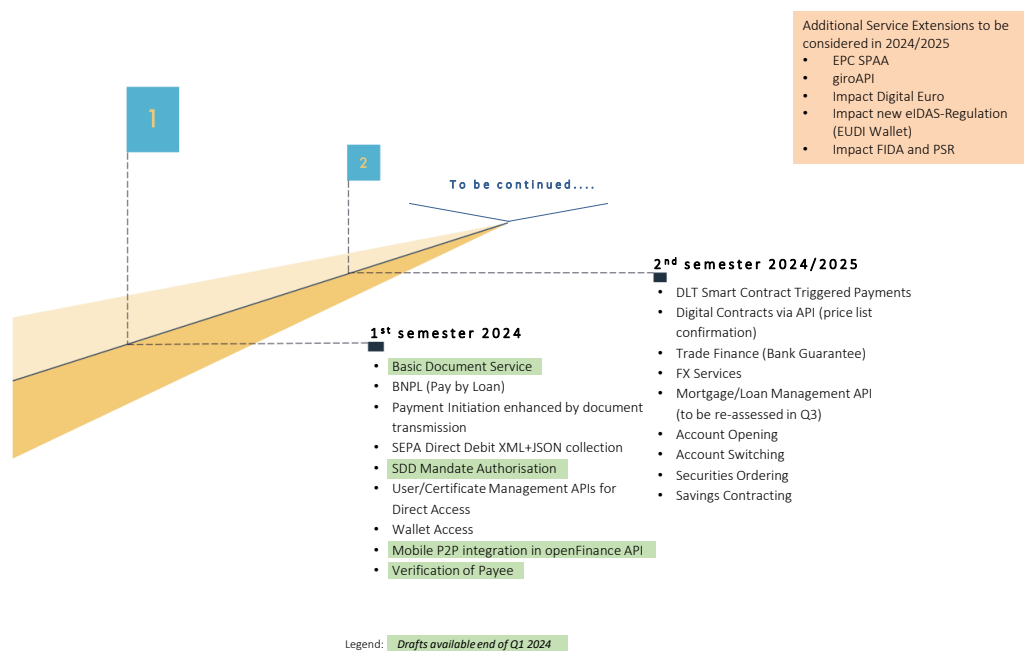 Additional Service Extensions to be
considered in 2024/2025
• EPC SPAA
• giroAPI
• Impact Digital Euro
• Impact new eIDAS-Regulation
(EUDI Wallet)
• Impact FIDA and PSR
1
2
To be continued....
1st semester 2024
• Basic Document Service
• BNPL (Pay by Loan)
• Payment Initiation enhanced by document
transmission
• SEPA Direct Debit XML+JSON collection
• SDD Mandate Authorisation
• User/Certificate Management APIs for
Direct Access
• Wallet Access
• Mobile P2P integration in openFinance API
• Verification of Payee
2nd semester 2024/2025
• DLT Smart Contract Triggered Payments
• Digital Contracts via API (price list
confirmation)
• Trade Finance (Bank Guarantee)
• FX Services
• Mortgage/Loan Management API
(to be re-assessed in Q3)
• Account Opening
• Account Switching
• Securities Ordering
• Savings Contracting
Legend: Drafts available end of Q1 2024